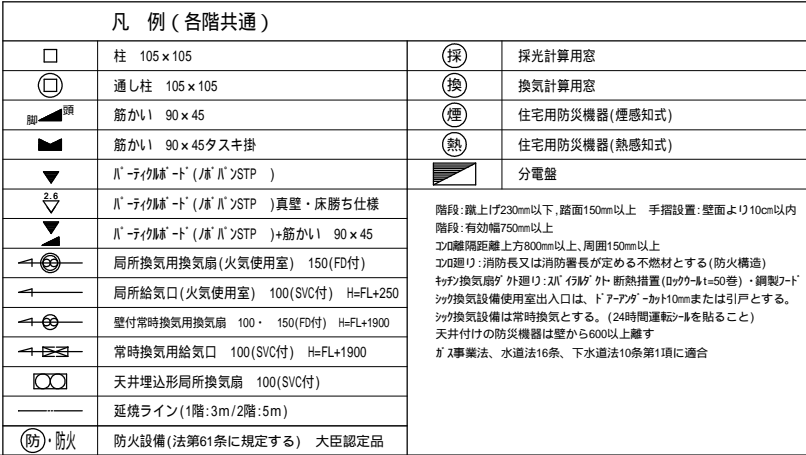 凡 例 (各階共通)
柱 105×105
通し柱 105×105
脚 頭 筋かい 90×45
筋かい 90×45タスキ掛
ﾊﾟｰﾃｨｸﾙﾎﾞｰﾄﾞ(ﾉﾎﾞﾊﾟﾝSTP )
2.6 ﾊﾟｰﾃｨｸﾙﾎﾞｰﾄﾞ(ﾉﾎﾞﾊﾟﾝSTP )真壁・床勝ち仕様
ﾊﾟｰﾃｨｸﾙﾎﾞｰﾄﾞ(ﾉﾎﾞﾊﾟﾝSTP )+筋かい 90×45
局所換気用換気扇(火気使用室) 150(FD付)
局所給気口(火気使用室) 100(SVC付) H=FL+250
壁付常時換気用換気扇 100・ 150(FD付) H=FL+1900
常時換気用給気口 100(SVC付) H=FL+1900
天井埋込形局所換気扇 100(SVC付)
延焼ライン(1階:3m/2階:5m)
防・防火 防火設備(法第61条に規定する) 大臣認定品
採 採光計算用窓
換 換気計算用窓
煙 住宅用防災機器(煙感知式)
熱 住宅用防災機器(熱感知式)
分電盤
階段:蹴上げ230㎜以下,踏面150㎜以上 手摺設置:壁面より10㎝以内
階段:有効幅750㎜以上
ｺﾝﾛ離隔距離上方800㎜以上、周囲150㎜以上
ｺﾝﾛ廻り:消防長又は消防署長が定める不燃材とする(防火構造)
ｷｯﾁﾝ換気扇ﾀﾞｸﾄ廻り:ｽﾊﾟｲﾗﾙﾀﾞｸﾄ・断熱措置(ﾛｯｸｳｰﾙt=50巻)・鋼製ﾌｰﾄﾞ
ｼｯｸ換気設備使用室出入口は、ﾄﾞｱｰｱﾝﾀﾞｰｶｯﾄ10㎜または引戸とする。
ｼｯｸ換気設備は常時換気とする。(24時間運転ｼｰﾙを貼ること)
天井付けの防災機器は壁から600以上離す
ｶﾞｽ事業法、水道法16条、下水道法10条第1項に適合